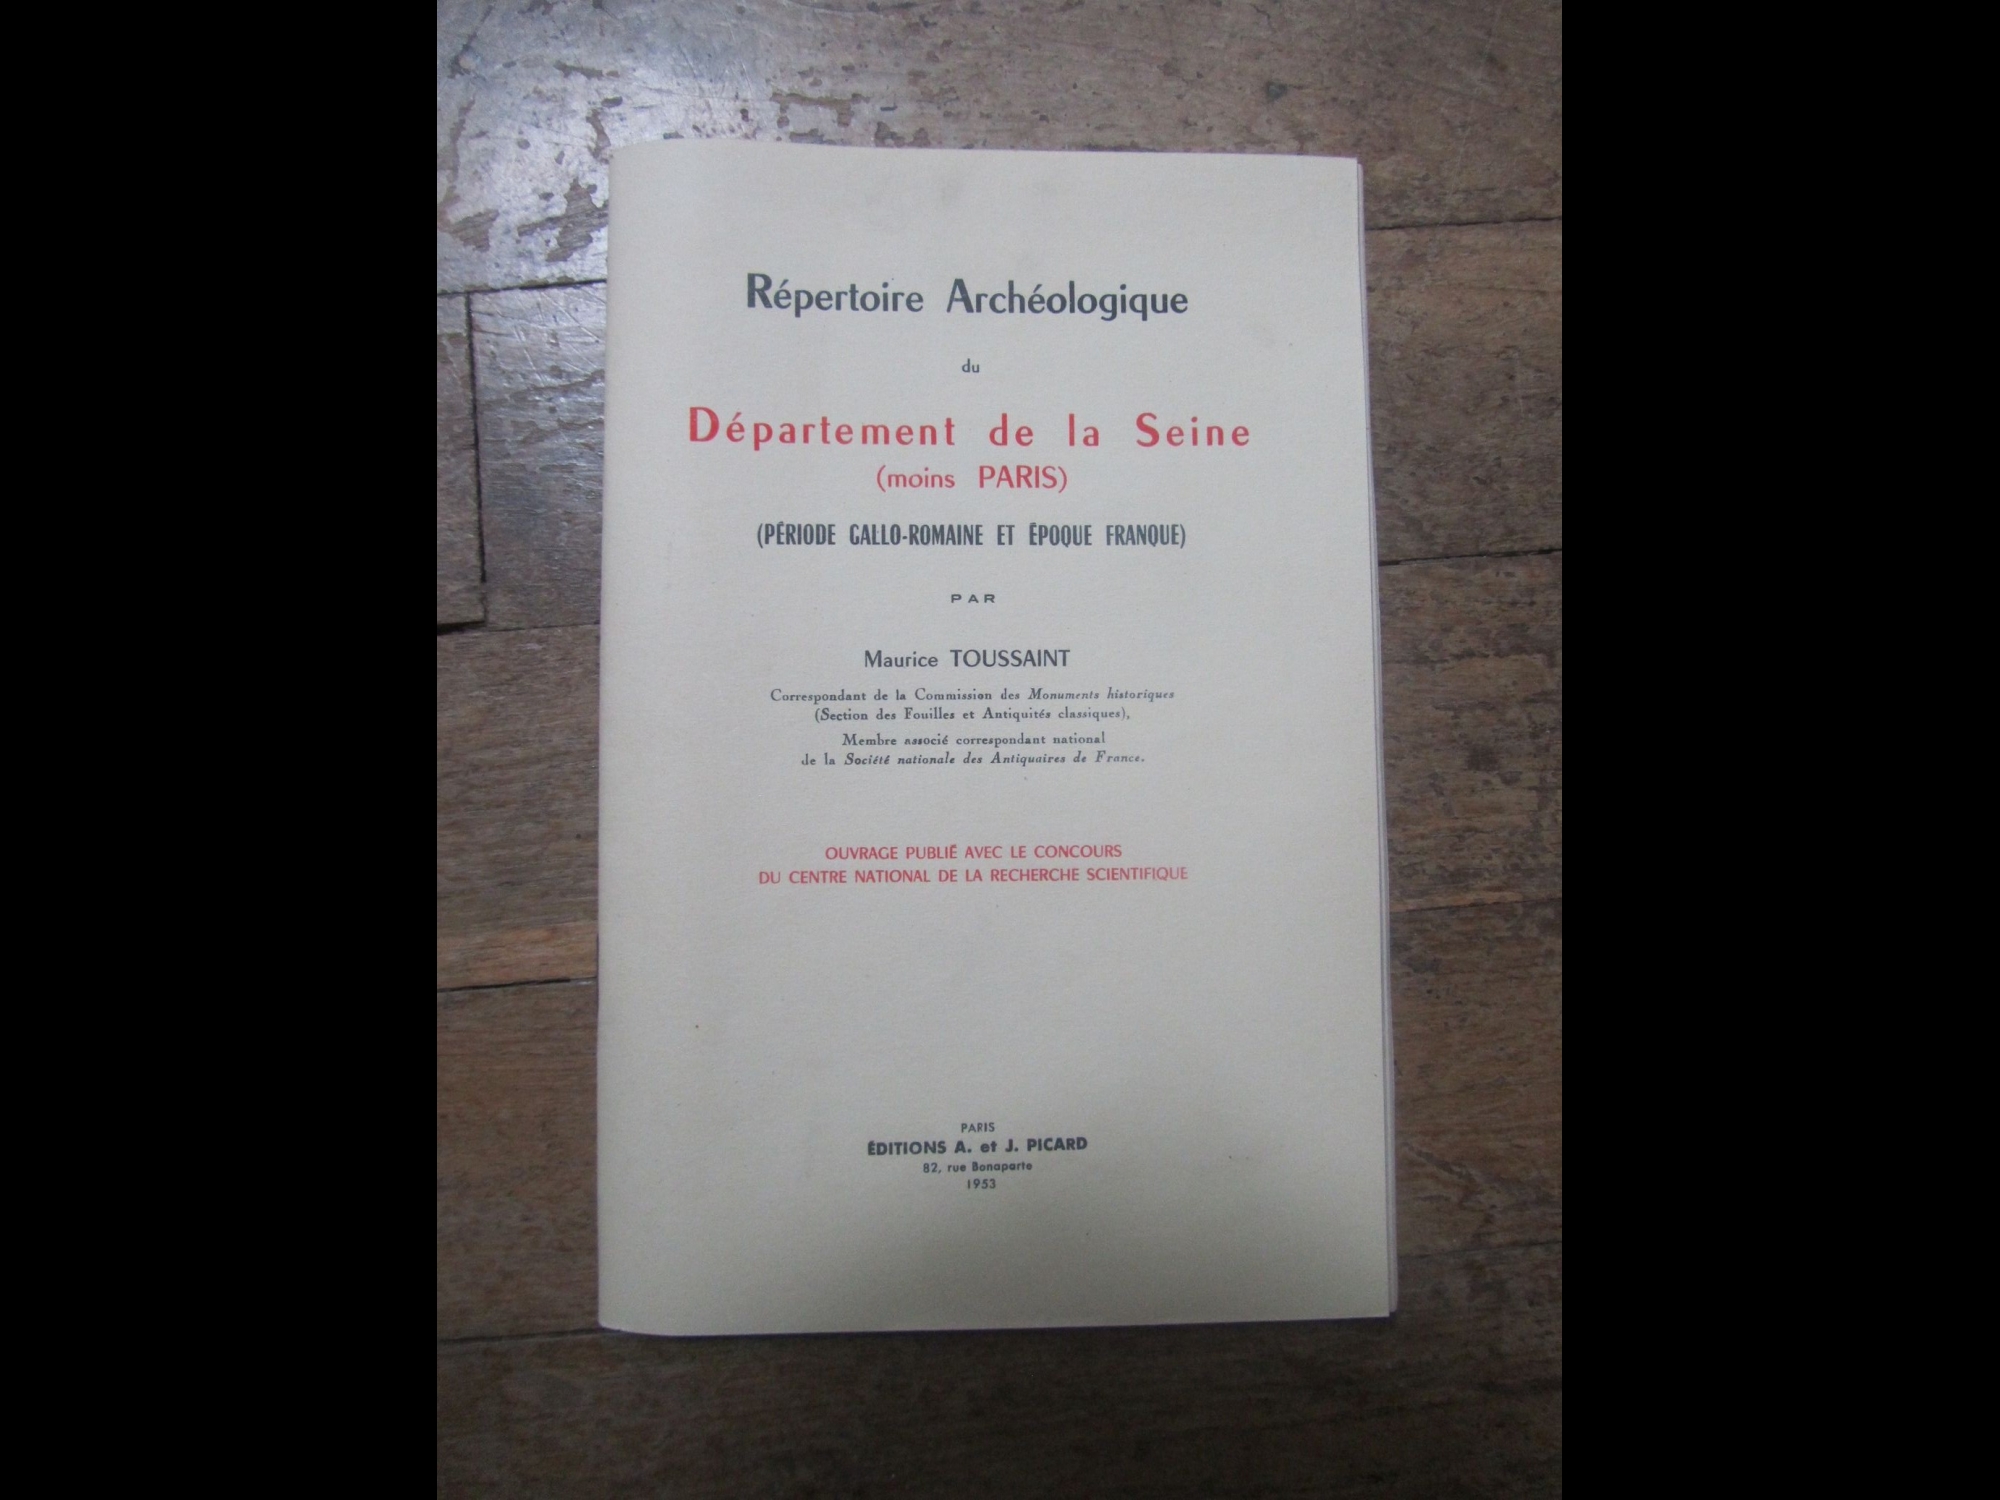 Répertoire Archéologique
du
Département de la Seine
(moins PARIS)
(PÉRIODE GALLO-ROMAINE ET ÉPOQUE FRANQUE)
PAR
Maurice TOUSSAINT
Correspondant de la Commission des Monuments historiques
(Section des Fouilles et Antiquités classiques),
Membre associé correspondant national
de la Société nationale des Antiquaires de France.
OUVRAGE PUBLIÉ AVEC LE CONCOURS
DU CENTRE NATIONAL DE LA RECHERCHE SCIENTIFIQUE
PARIS
ÉDITIONS A. et J. PICARD
82, rue Bonaparte
1953